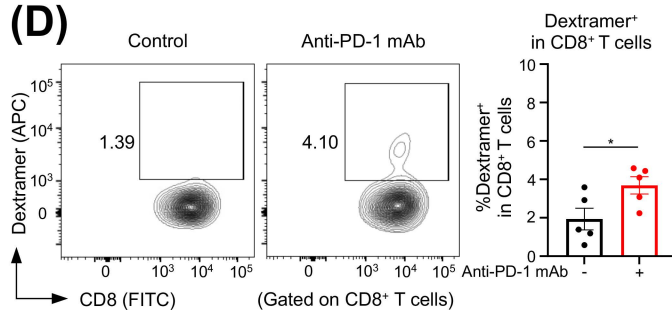 (D)
Control
Anti-PD-1 mAb
Dextramer (APC)
10⁵
10⁴
10³
0
1.39
4.10
0
10³
10⁴
10⁵
0
10³
10⁴
10⁵
CD8 (FITC)
(Gated on CD8⁺ T cells)
Dextramer⁺
in CD8⁺ T cells
%Dextramer⁺
in CD8⁺ T cells
10
8
6
4
2
0
*
Anti-PD-1 mAb - +